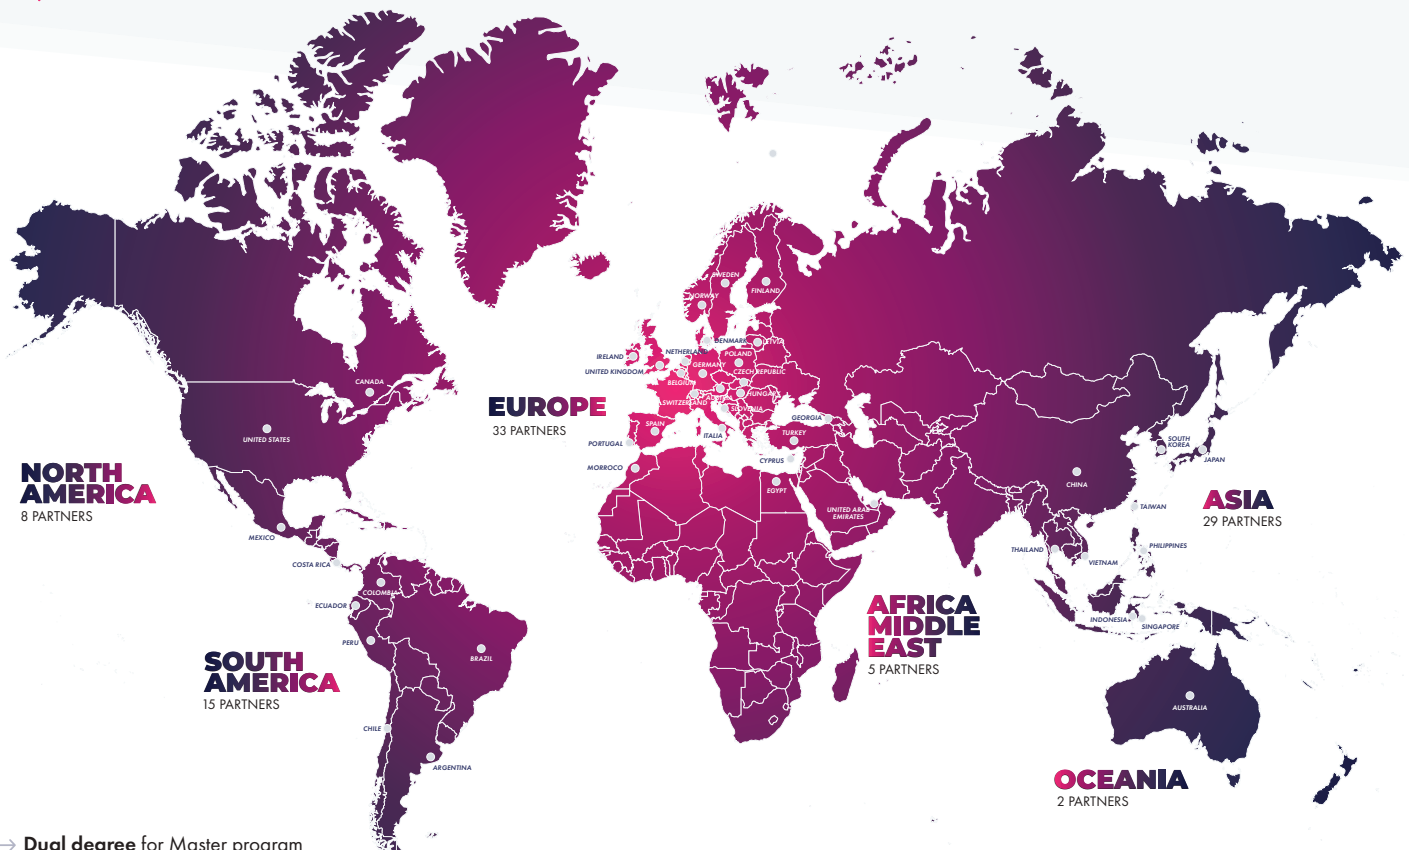 SWEDEN
FINLAND
NORWAY
DENMARK
LATVIA
IRELAND
NETHERLAND
POLAND
UNITED KINGDOM
GERMANY
CZECH REPUBLIC
BELGIUM
CANADA
HUNGARY
SWITZERLAND
AUSTRIA
SLOVENIA
EUROPE
33 PARTNERS
GEORGIA
SPAIN
TURKEY
ITALIA
PORTUGAL
UNITED STATES
SOUTH
KOREA
JAPAN
CYPRUS
MORROCO
NORTH
AMERICA
8 PARTNERS
EGYPT
CHINA
ASIA
29 PARTNERS
UNITED ARAB
EMIRATES
TAIWAN
MEXICO
THAILAND
PHILIPPINES
VIETNAM
COSTA RICA
COLOMBIA
ECUADOR
AFRICA
MIDDLE
EAST
5 PARTNERS
INDONESIA
SINGAPORE
PERU
BRAZIL
SOUTH
AMERICA
15 PARTNERS
AUSTRALIA
CHILE
ARGENTINA
OCEANIA
2 PARTNERS
→ Dual degree for Master program